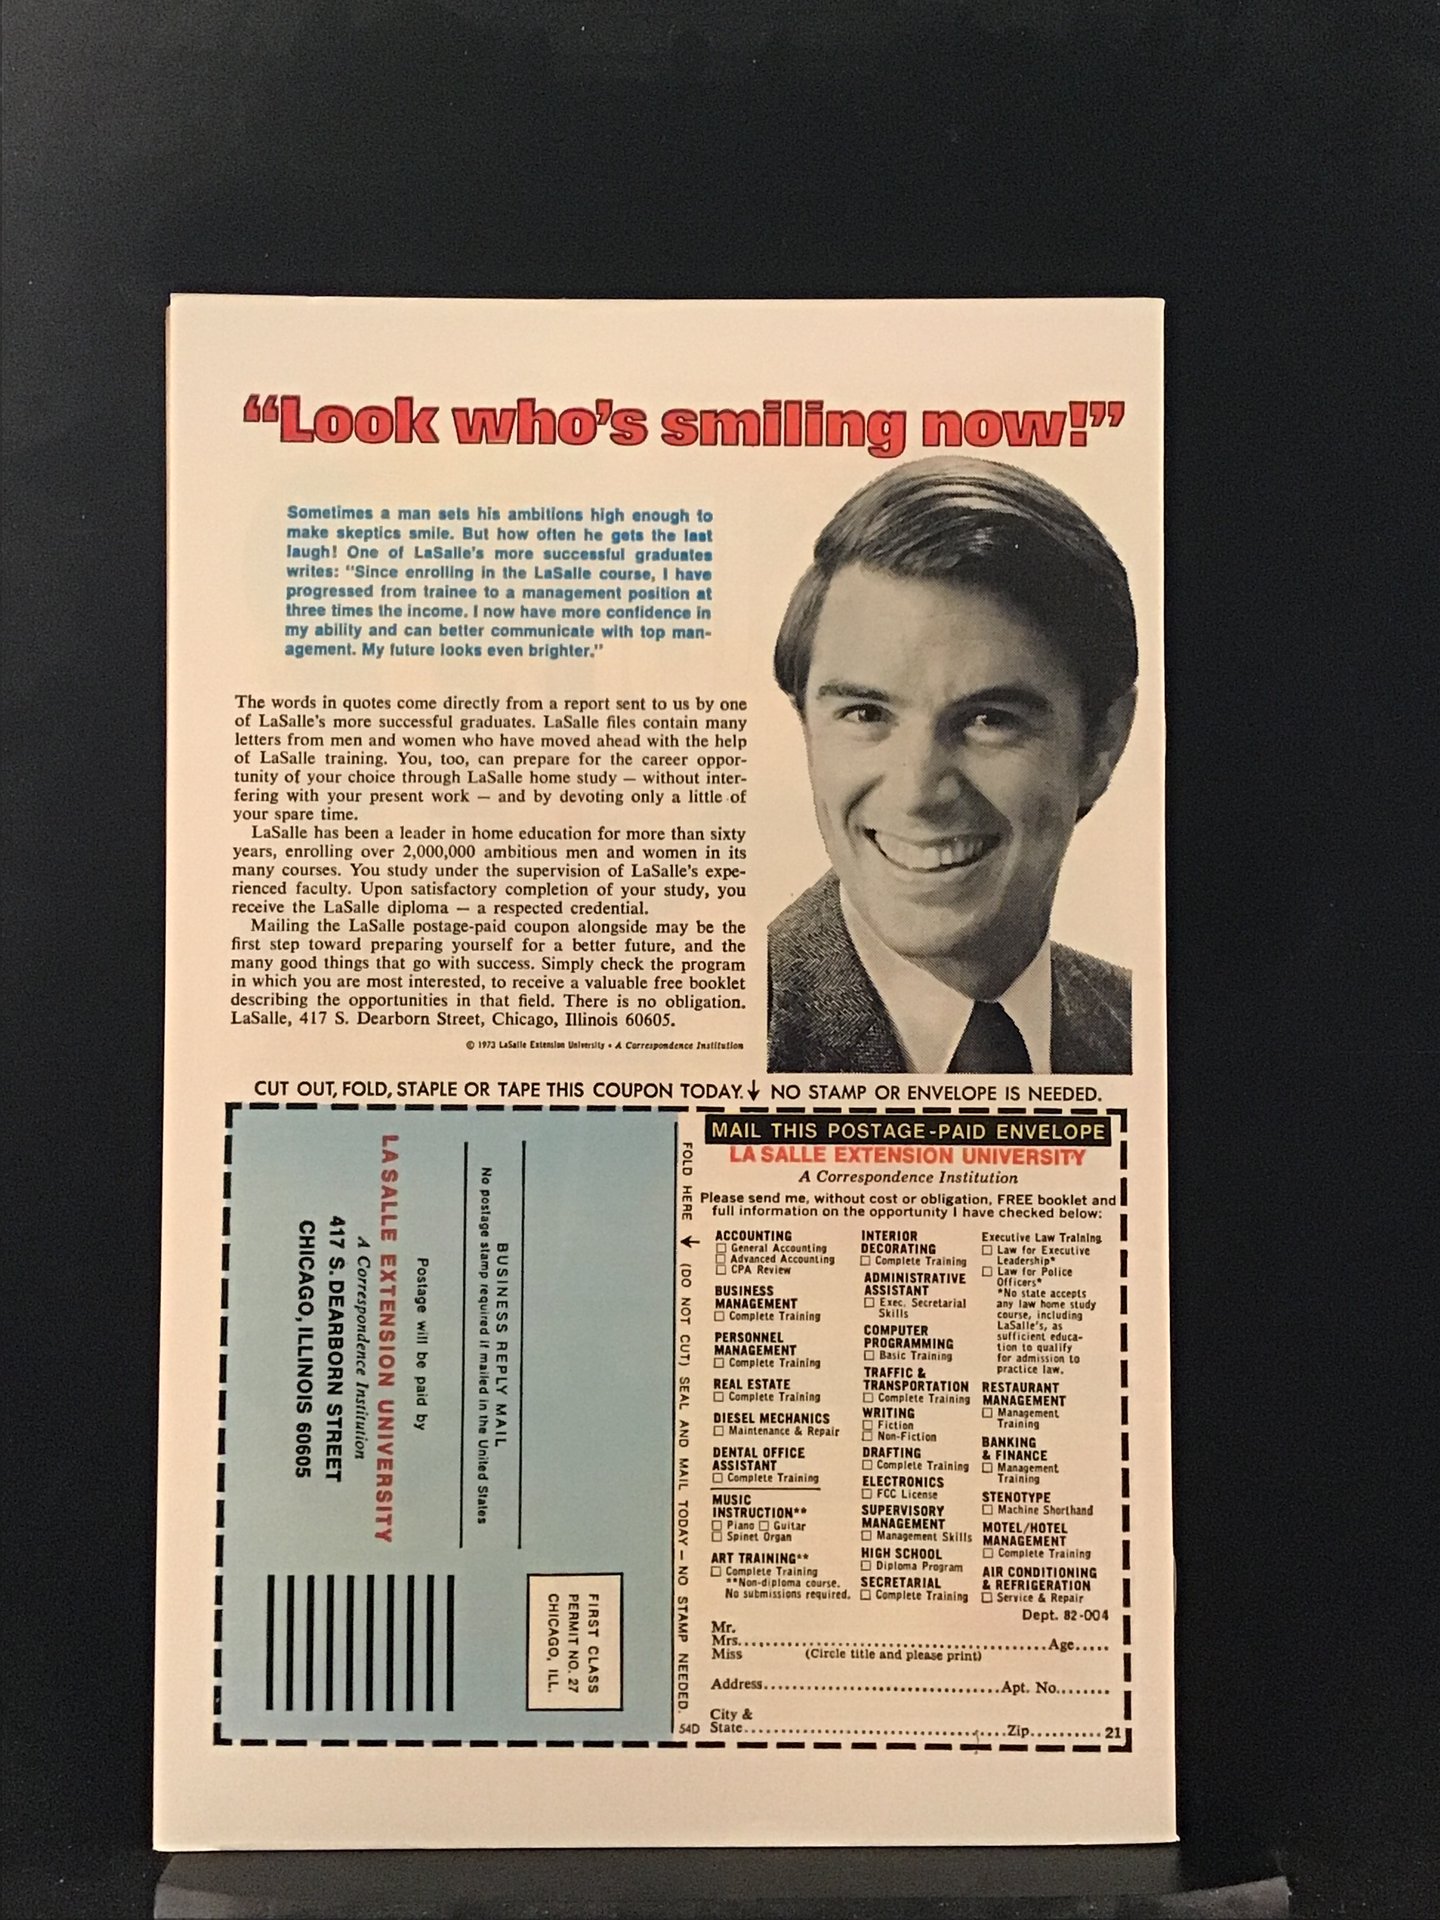 “Look who’s smiling now!”
Sometimes a man sets his ambitions high enough to
make skeptics smile. But how often he gets the last
laugh! One of LaSalle's more successful graduates
writes: "Since enrolling in the LaSalle course, I have
progressed from trainee to a management position at
three times the income. I now have more confidence in
my ability and can better communicate with top man-
agement. My future looks even brighter."
The words in quotes come directly from a report sent to us by one
of LaSalle's more successful graduates. LaSalle files contain many
letters from men and women who have moved ahead with the help
of LaSalle training. You, too, can prepare for the career oppor-
tunity of your choice through LaSalle home study — without inter-
fering with your present work — and by devoting only a little of
your spare time.
LaSalle has been a leader in home education for more than sixty
years, enrolling over 2,000,000 ambitious men and women in its
many courses. You study under the supervision of LaSalle's expe-
rienced faculty. Upon satisfactory completion of your study, you
receive the LaSalle diploma — a respected credential.
Mailing the LaSalle postage-paid coupon alongside may be the
first step toward preparing yourself for a better future, and the
many good things that go with success. Simply check the program
in which you are most interested, to receive a valuable free booklet
describing the opportunities in that field. There is no obligation.
LaSalle, 417 S. Dearborn Street, Chicago, Illinois 60605.
© 1973 LaSalle Extension University • A Correspondence Institution
CUT OUT, FOLD, STAPLE OR TAPE THIS COUPON TODAY.↓ NO STAMP OR ENVELOPE IS NEEDED.
FIRST CLASS
PERMIT NO. 27
CHICAGO, ILL.
BUSINESS REPLY MAIL
No postage stamp required if mailed in the United States
Postage will be paid by
LASALLE EXTENSION UNIVERSITY
A Correspondence Institution
417 S. DEARBORN STREET
CHICAGO, ILLINOIS 60605
FOLD HERE ↓ (DO NOT CUT) SEAL AND MAIL TODAY — NO STAMP NEEDED.
54D
MAIL THIS POSTAGE-PAID ENVELOPE
LA SALLE EXTENSION UNIVERSITY
A Correspondence Institution
Please send me, without cost or obligation, FREE booklet and
full information on the opportunity I have checked below:
ACCOUNTING
☐ General Accounting
☐ Advanced Accounting
☐ CPA Review
BUSINESS
MANAGEMENT
☐ Complete Training
PERSONNEL
MANAGEMENT
☐ Complete Training
REAL ESTATE
☐ Complete Training
DIESEL MECHANICS
☐ Maintenance & Repair
DENTAL OFFICE
ASSISTANT
☐ Complete Training
MUSIC
INSTRUCTION**
☐ Piano ☐ Guitar
☐ Spinet Organ
ART TRAINING**
☐ Complete Training
**Non-diploma course.
No submissions required.
INTERIOR
DECORATING
☐ Complete Training
ADMINISTRATIVE
ASSISTANT
☐ Exec. Secretarial
Skills
COMPUTER
PROGRAMMING
☐ Basic Training
TRAFFIC &
TRANSPORTATION
☐ Complete Training
WRITING
☐ Fiction
☐ Non-Fiction
DRAFTING
☐ Complete Training
ELECTRONICS
☐ FCC License
SUPERVISORY
MANAGEMENT
☐ Management Skills
HIGH SCHOOL
☐ Diploma Program
SECRETARIAL
☐ Complete Training
Executive Law Training
☐ Law for Executive
Leadership*
☐ Law for Police
Officers*
*No state accepts
any law home study
course, including
LaSalle's, as
sufficient educa-
tion to qualify
for admission to
practice law.
RESTAURANT
MANAGEMENT
☐ Management
Training
BANKING
& FINANCE
☐ Management
Training
STENOTYPE
☐ Machine Shorthand
MOTEL/HOTEL
MANAGEMENT
☐ Complete Training
AIR CONDITIONING
& REFRIGERATION
☐ Service & Repair
Dept. 82-004
Mr.
Mrs.......................................................Age.....
Miss (Circle title and please print)
Address.............................................Apt. No........
City &
State.............................................Zip.......... 21